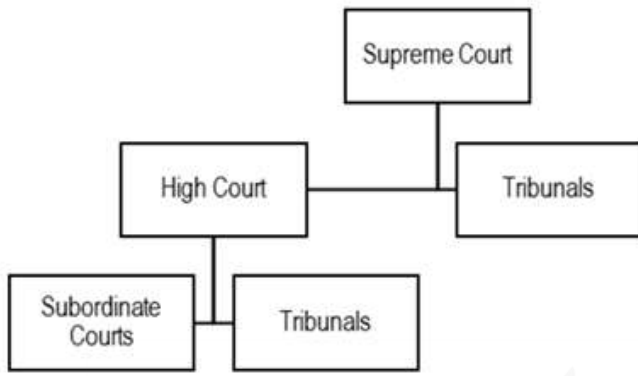 Supreme Court
High Court
Tribunals
Subordinate
Courts
Tribunals